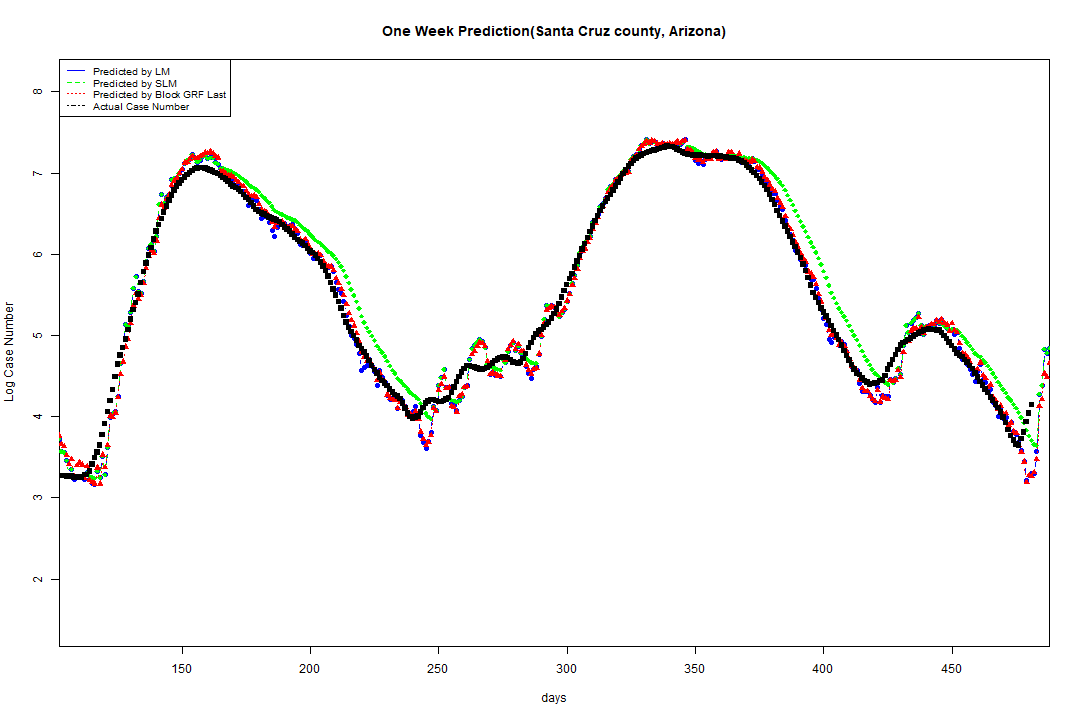 One Week Prediction(Santa Cruz county, Arizona)
Predicted by LM
Predicted by SLM
Predicted by Block GRF Last
Actual Case Number
8
7
6
5
4
3
2
Log Case Number
150 200 250 300 350 400 450
days